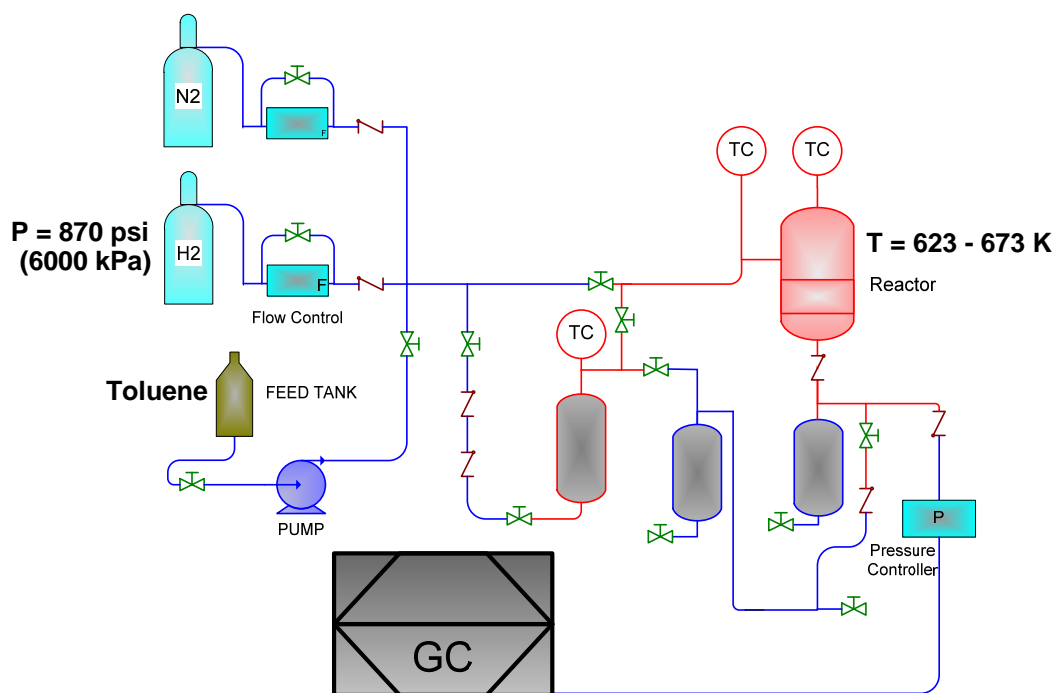 N2
F
P = 870 psi
(6000 kPa)
H2
F
Flow Control
TC
TC
T = 623 - 673 K
Reactor
TC
Toluene
FEED TANK
PUMP
P
Pressure
Controller
GC